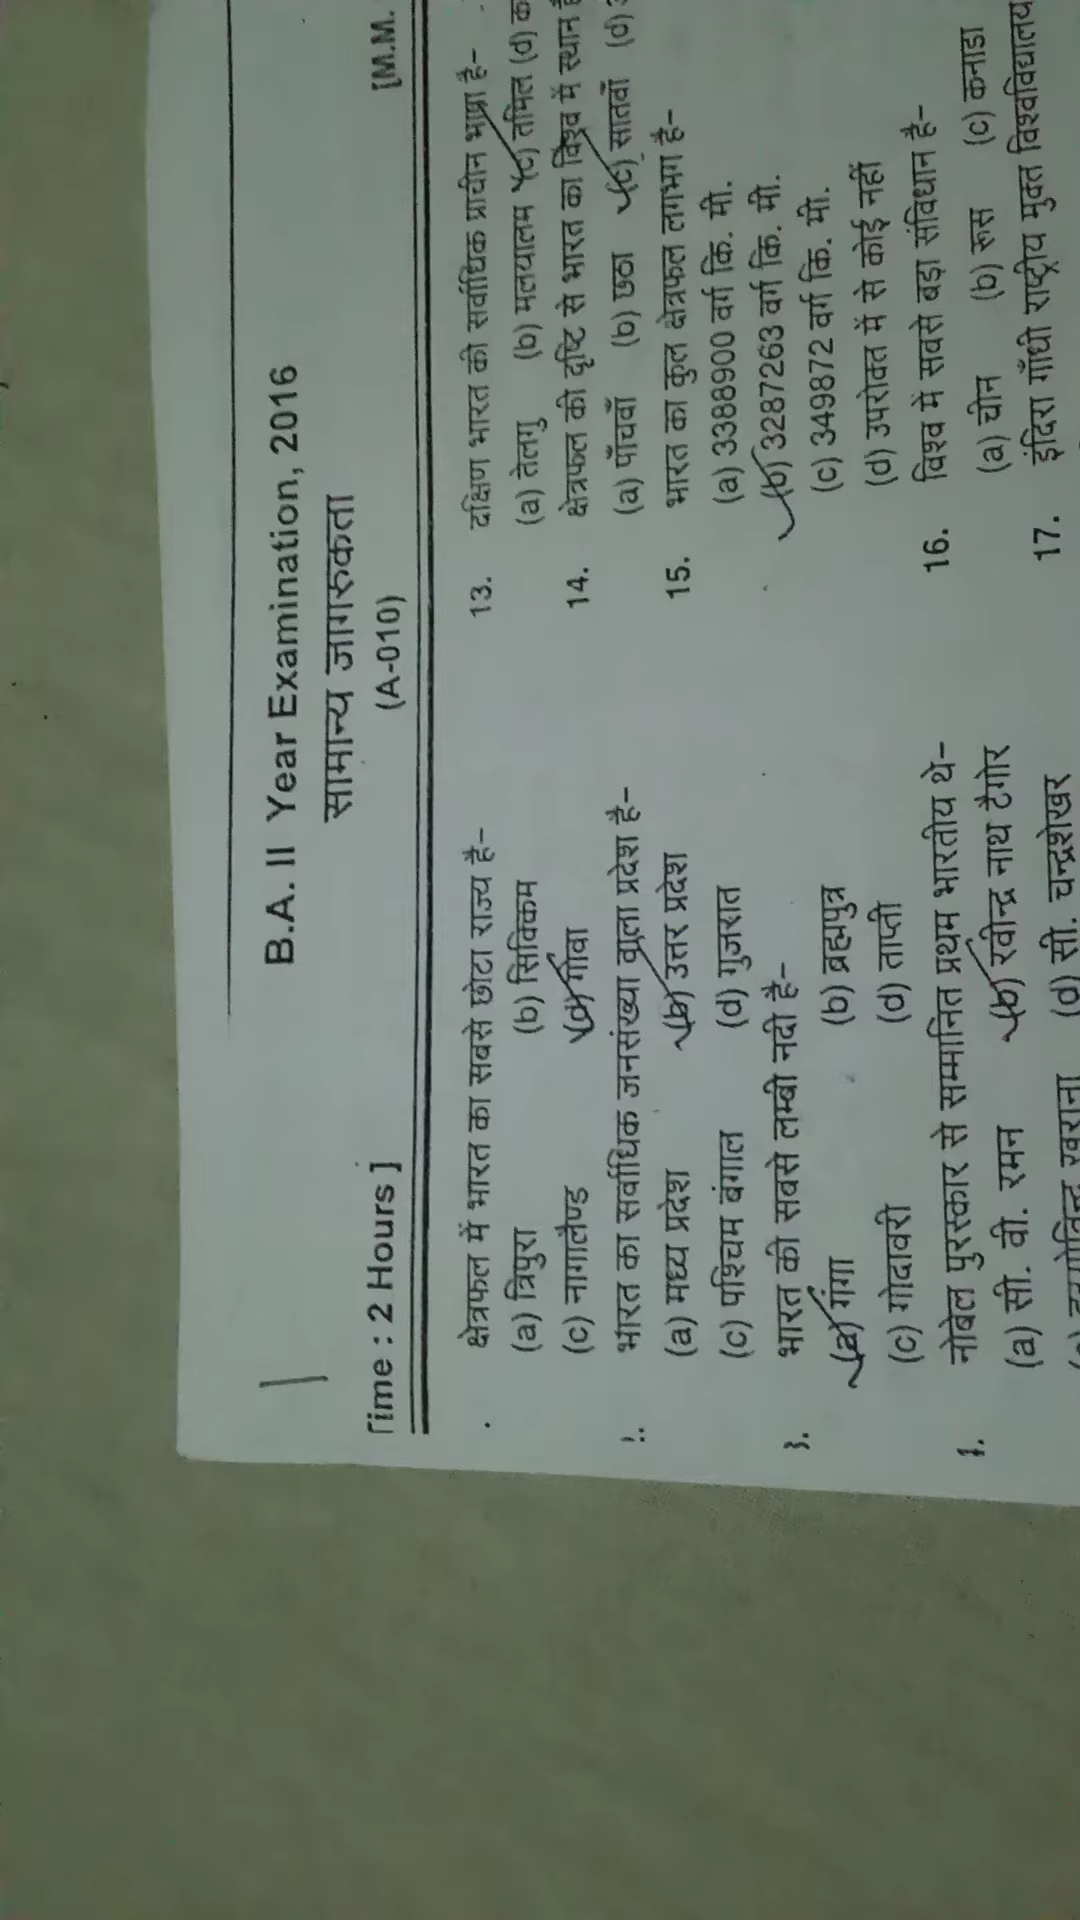 B.A. II Year Examination, 2016
सामान्य जागरुकता
(A-010)
Time : 2 Hours ]
[M.M.
क्षेत्रफल में भारत का सबसे छोटा राज्य है–
(a) त्रिपुरा (b) सिक्किम
(c) नागालैण्ड (d) गोवा
भारत का सर्वाधिक जनसंख्या वाला प्रदेश है–
(a) मध्य प्रदेश (b) उत्तर प्रदेश
(c) पश्चिम बंगाल (d) गुजरात
भारत की सबसे लम्बी नदी है–
(a) गंगा (b) ब्रह्मपुत्र
(c) गोदावरी (d) ताप्ती
नोबेल पुरस्कार से सम्मानित प्रथम भारतीय थे–
(a) सी. वी. रमन (b) रवीन्द्र नाथ टैगोर
(d) सी. चन्द्रशेखर
13. दक्षिण भारत की सर्वाधिक प्राचीन भाषा है–
(a) तेलगु (b) मलयालम (c) तमिल (d)
14. क्षेत्रफल की दृष्टि से भारत का विश्व में स्थान
(a) पाँचवाँ (b) छठा (c) सातवाँ (d)
15. भारत का कुल क्षेत्रफल लगभग है–
(a) 3388900 वर्ग कि. मी.
(b) 3287263 वर्ग कि. मी.
(c) 349872 वर्ग कि. मी.
(d) उपरोक्त में से कोई नहीं
16. विश्व में सबसे बड़ा संविधान है–
(a) चीन (b) रूस (c) कनाडा
17. इंदिरा गाँधी राष्ट्रीय मुक्त विश्वविद्यालय